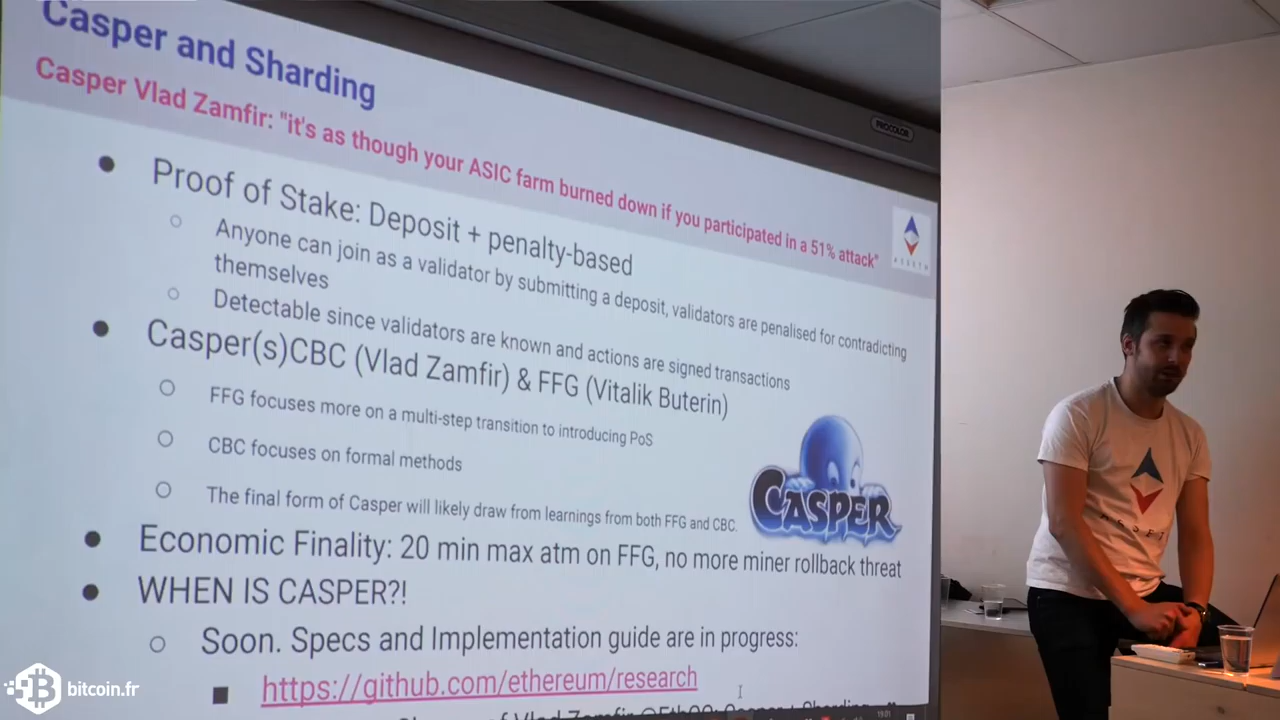 Casper and Sharding
Casper Vlad Zamfir: "it's as though your ASIC farm burned down if you participated in a 51% attack"
PROCOLOR
ASSETH
● Proof of Stake: Deposit + penalty-based
○ Anyone can join as a validator by submitting a deposit, validators are penalised for contradicting
themselves
○ Detectable since validators are known and actions are signed transactions
● Casper(s)CBC (Vlad Zamfir) & FFG (Vitalik Buterin)
○ FFG focuses more on a multi-step transition to introducing PoS
○ CBC focuses on formal methods
○ The final form of Casper will likely draw from learnings from both FFG and CBC.
CASPER
● Economic Finality: 20 min max atm on FFG, no more miner rollback threat
● WHEN IS CASPER?!
○ Soon. Specs and Implementation guide are in progress:
■ https://github.com/ethereum/research
of Vlad Zamfir
19:01
bitcoin.fr